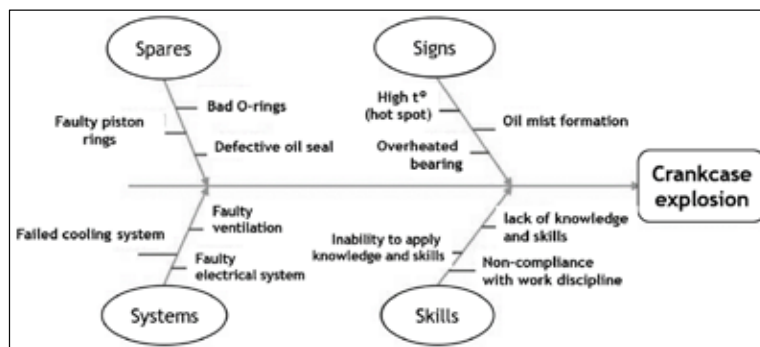 Spares
Signs
Bad O-rings
Faulty piston
rings
Defective oil seal
High t°
(hot spot)
Oil mist formation
Overheated
bearing
Crankcase
explosion
Faulty
ventilation
Failed cooling system
Faulty
electrical system
lack of knowledge
and skills
Inability to apply
knowledge and skills
Non-compliance
with work discipline
Systems
Skills